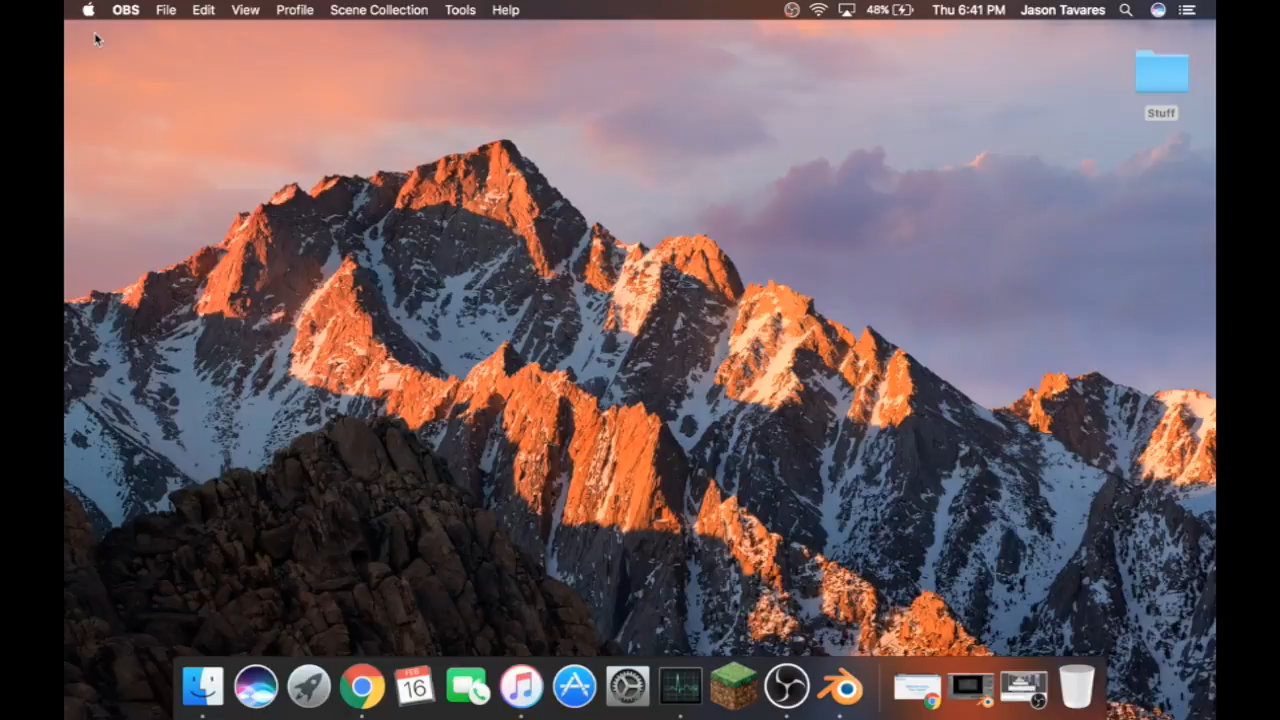 OBS File Edit View Profile Scene Collection Tools Help 48% Thu 6:41 PM Jason Tavares
Stuff
FEB
16